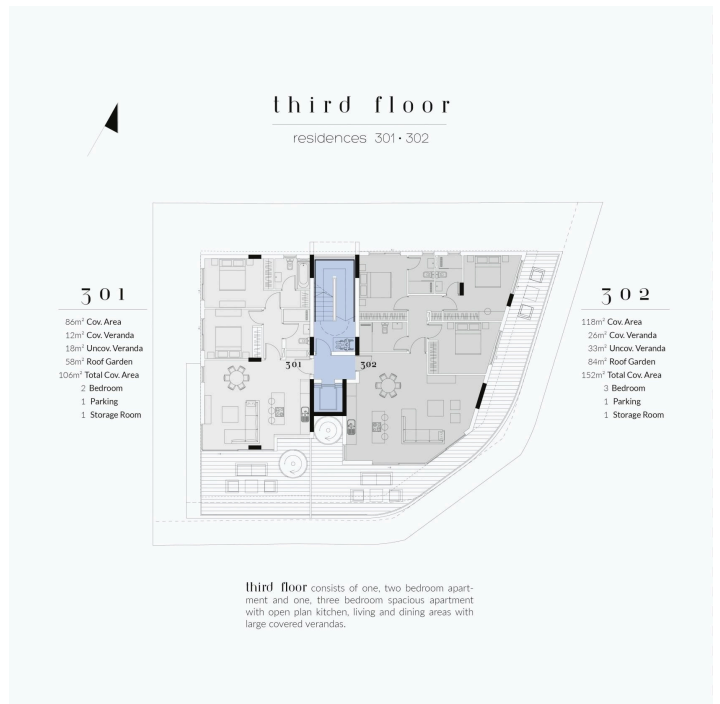 third floor
residences 301 • 302
301
86m² Cov. Area
12m² Cov. Veranda
18m² Uncov. Veranda
58m² Roof Garden
106m² Total Cov. Area
2 Bedroom
1 Parking
1 Storage Room
301
302
302
118m² Cov. Area
26m² Cov. Veranda
33m² Uncov. Veranda
84m² Roof Garden
152m² Total Cov. Area
3 Bedroom
1 Parking
1 Storage Room
third floor consists of one, two bedroom apart-
ment and one, three bedroom spacious apartment
with open plan kitchen, living and dining areas with
large covered verandas.